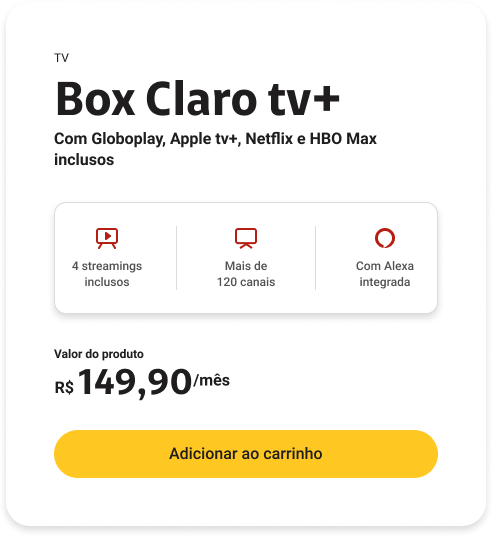 TV
Box Claro tv+
Com Globoplay, Apple tv+, Netflix e HBO Max
inclusos
4 streamings
inclusos
Mais de
120 canais
Com Alexa
integrada
Valor do produto
R$ 149,90/mês
Adicionar ao carrinho